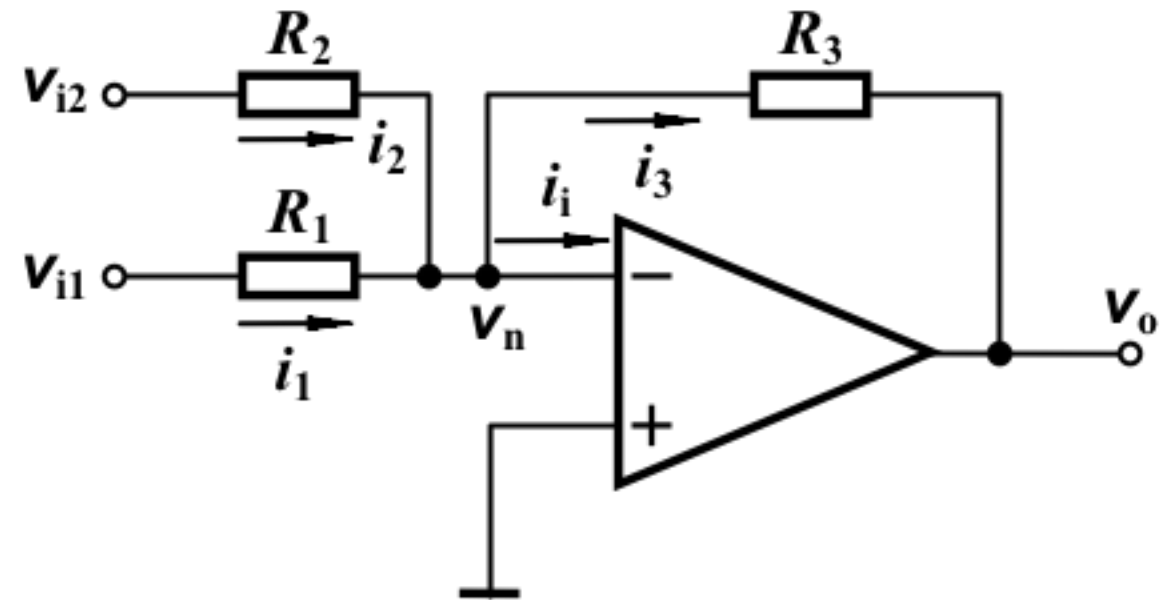 R₂
R₃
vᵢ₂
i₂
i₃
R₁
iᵢ
vᵢ₁
−
vₙ
vₒ
i₁
+